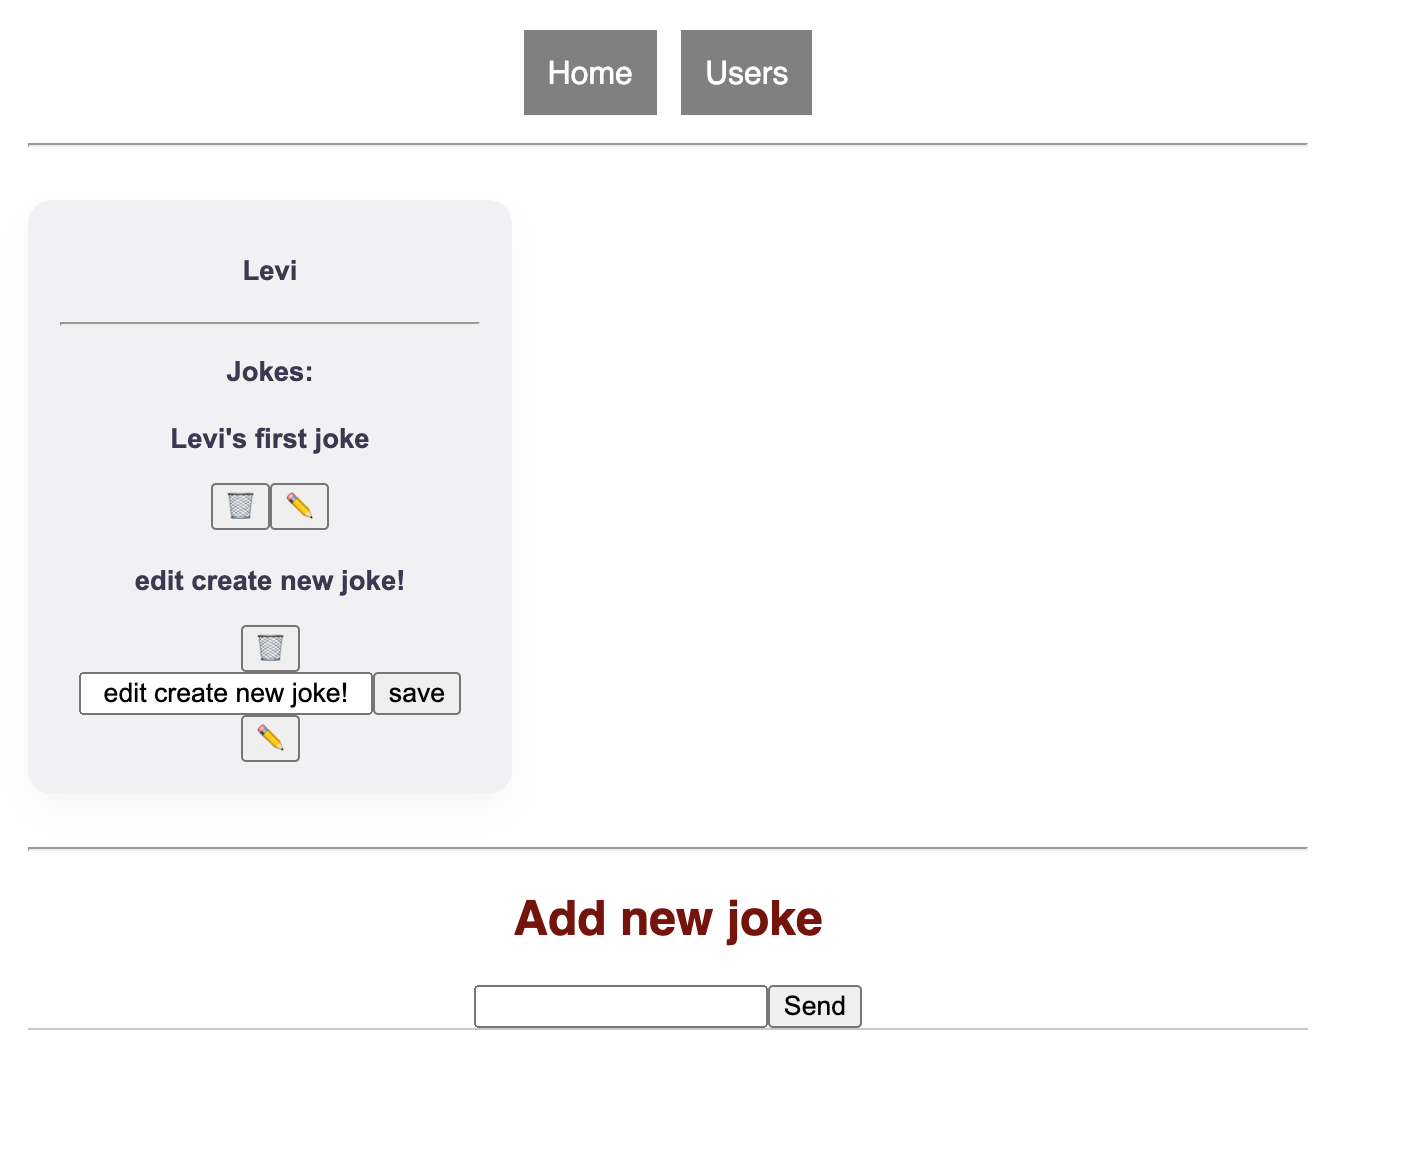 Home Users
Levi
Jokes:
Levi's first joke
edit create new joke!
edit create new joke! save
Add new joke
Send